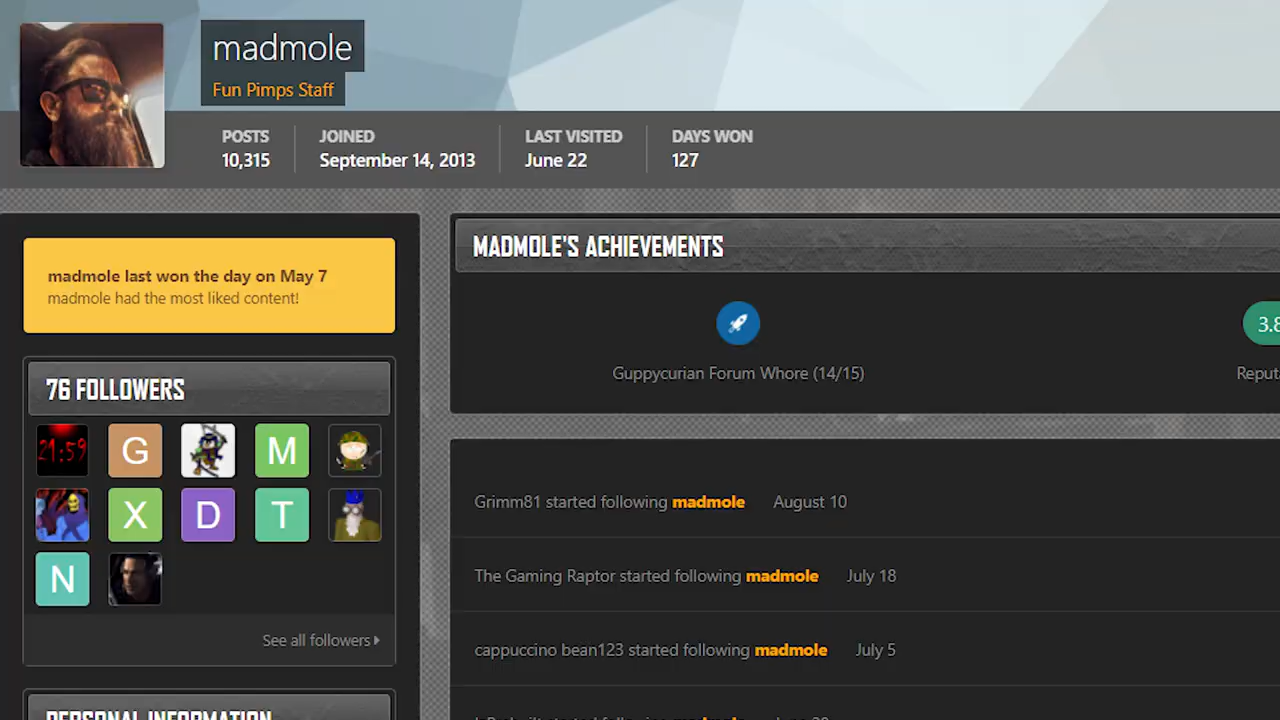 madmole
Fun Pimps Staff
POSTS
10,315
JOINED
September 14, 2013
LAST VISITED
June 22
DAYS WON
127
madmole last won the day on May 7
madmole had the most liked content!
76 FOLLOWERS
21:59
G
M
X
D
T
N
See all followers
PERSONAL INFORMATION
MADMOLE'S ACHIEVEMENTS
Guppycurian Forum Whore (14/15)
3.8
Reput
Grimm81 started following madmole August 10
The Gaming Raptor started following madmole July 18
cappuccino bean123 started following madmole July 5